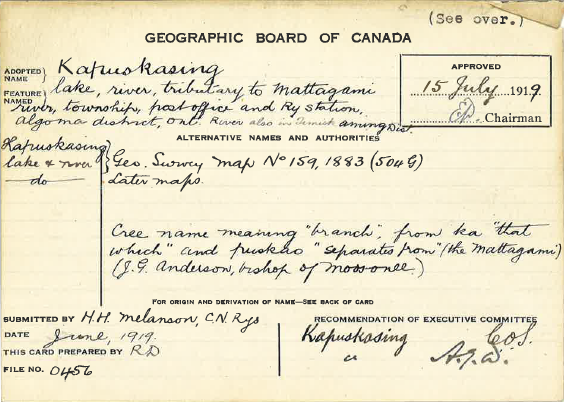 (See over.)
GEOGRAPHIC BOARD OF CANADA
ADOPTED NAME } Kapuskasing
FEATURE NAMED } lake, river, tributary to Mattagami
river, township, post office and Ry station,
Algoma district, Ont. River also in Timiskaming Dist.
APPROVED
15 July 1919
Chairman
ALTERNATIVE NAMES AND AUTHORITIES
Kapuskasing
lake & river } Geo. Survey map No 159, 1883 (504G)
do Later maps.
Cree name meaning "branch", from ka "that
which" and puskao "separates from" (the Mattagami)
(J.G. Anderson, bishop of Moosonee.)
FOR ORIGIN AND DERIVATION OF NAME—SEE BACK OF CARD
SUBMITTED BY H.H. Melanson, C.N. Rys
DATE June, 1919.
THIS CARD PREPARED BY RD
FILE NO. 0456
RECOMMENDATION OF EXECUTIVE COMMITTEE
Kapuskasing